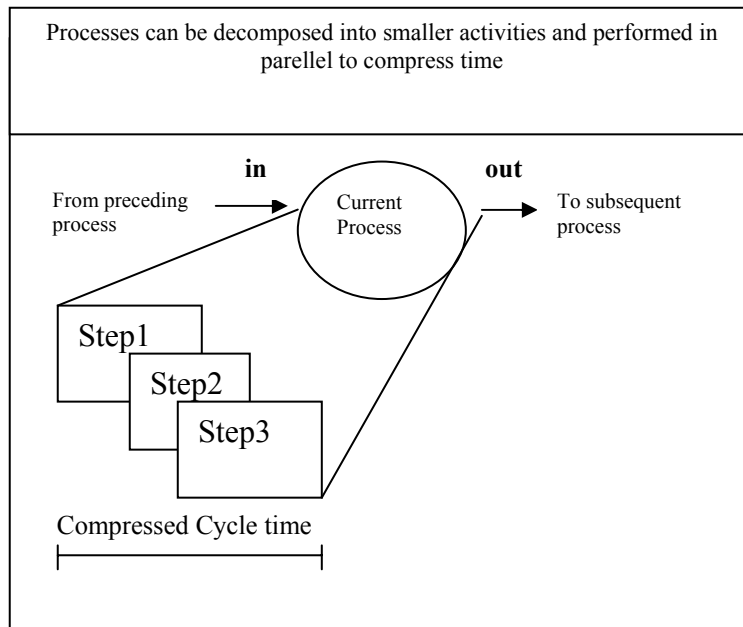 Processes can be decomposed into smaller activities and performed in
parellel to compress time
in
out
From preceding
process
Current
Process
To subsequent
process
Step1
Step2
Step3
Compressed Cycle time